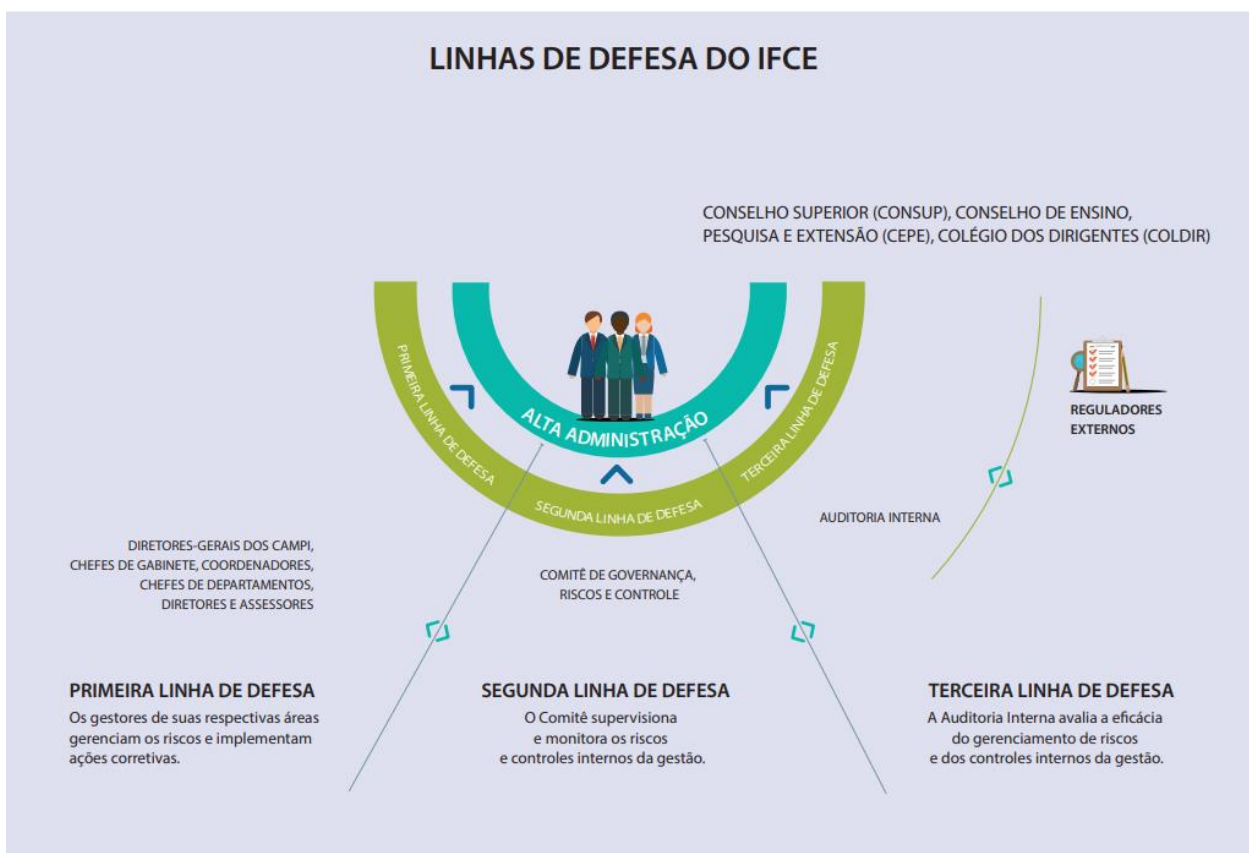 LINHAS DE DEFESA DO IFCE
CONSELHO SUPERIOR (CONSUP), CONSELHO DE ENSINO,
PESQUISA E EXTENSÃO (CEPE), COLÉGIO DOS DIRIGENTES (COLDIR)
PRIMEIRA LINHA DE DEFESA
ALTA ADMINISTRAÇÃO
TERCEIRA LINHA DE DEFESA
SEGUNDA LINHA DE DEFESA
REGULADORES
EXTERNOS
AUDITORIA INTERNA
DIRETORES-GERAIS DOS CAMPI,
CHEFES DE GABINETE, COORDENADORES,
CHEFES DE DEPARTAMENTOS,
DIRETORES E ASSESSORES
COMITÊ DE GOVERNANÇA,
RISCOS E CONTROLE
PRIMEIRA LINHA DE DEFESA
Os gestores de suas respectivas áreas
gerenciam os riscos e implementam
ações corretivas.
SEGUNDA LINHA DE DEFESA
O Comitê supervisiona
e monitora os riscos
e controles internos da gestão.
TERCEIRA LINHA DE DEFESA
A Auditoria Interna avalia a eficácia
do gerenciamento de riscos
e dos controles internos da gestão.